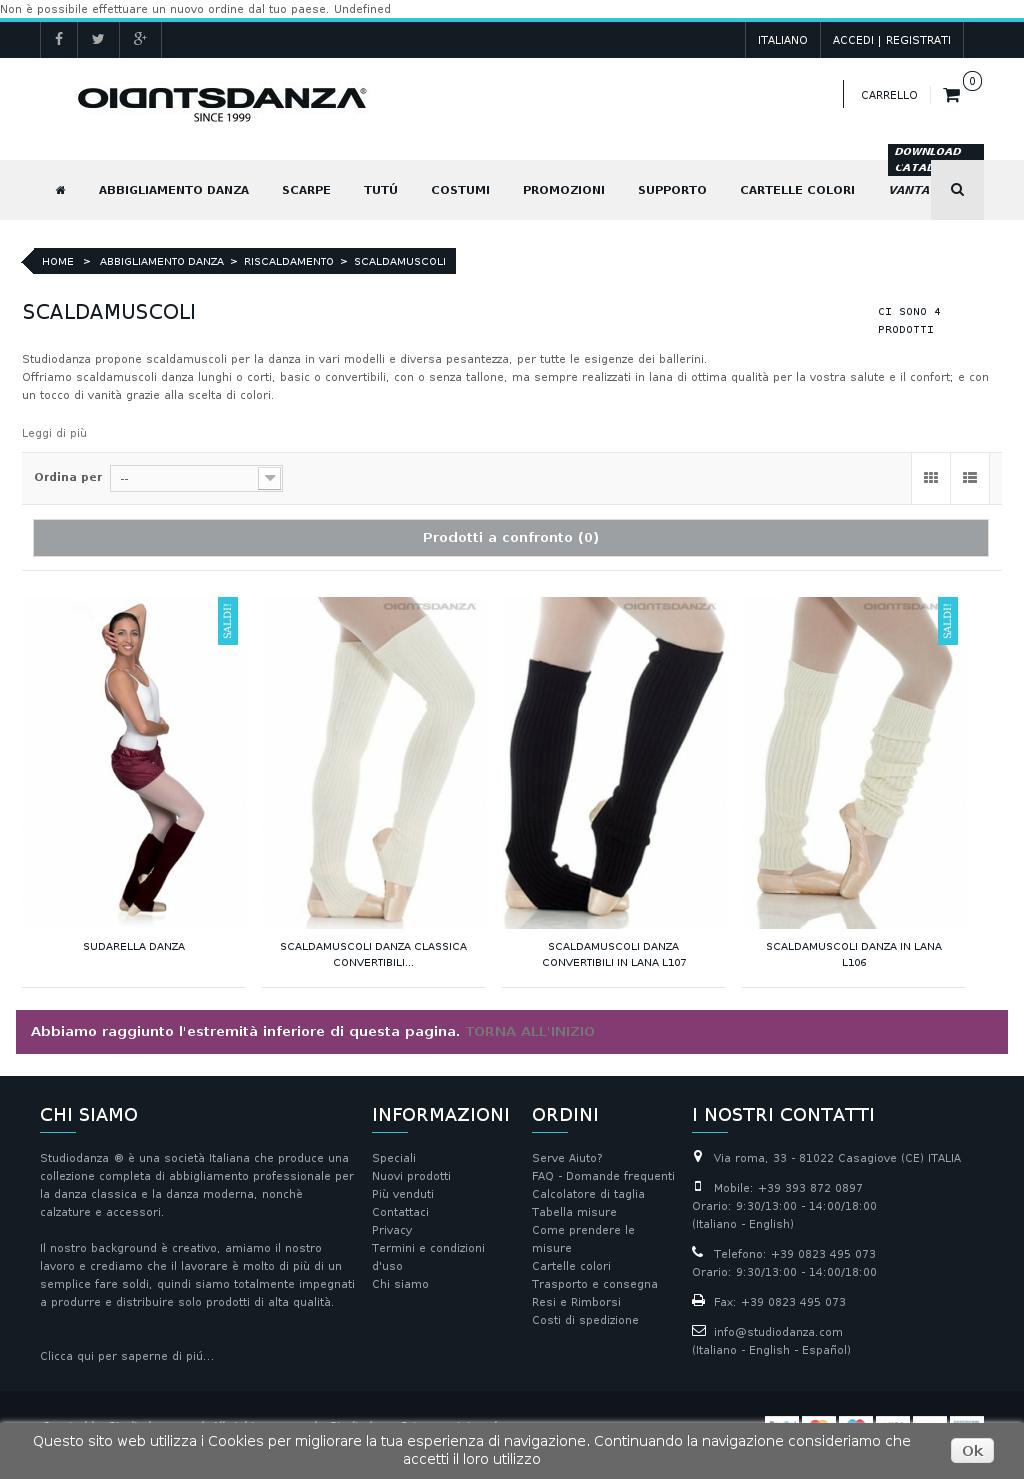 Non è possibile effettuare un nuovo ordine dal tuo paese. Undefined
ITALIANO
ACCEDI | REGISTRATI
SINCE 1999
CARRELLO
0
DOWNLOAD
ABBIGLIAMENTO DANZA SCARPE TUTÚ COSTUMI PROMOZIONI SUPPORTO CARTELLE COLORI
HOME > ABBIGLIAMENTO DANZA > RISCALDAMENTO > SCALDAMUSCOLI
SCALDAMUSCOLI
CI SONO 4
PRODOTTI
Studiodanza propone scaldamuscoli per la danza in vari modelli e diversa pesantezza, per tutte le esigenze dei ballerini.
Offriamo scaldamuscoli danza lunghi o corti, basic o convertibili, con o senza tallone, ma sempre realizzati in lana di ottima qualità per la vostra salute e il confort; e con
un tocco di vanità grazie alla scelta di colori.
Leggi di più
Ordina per
--
Prodotti a confronto (0)
SALDI!
SALDI!
SUDARELLA DANZA
SCALDAMUSCOLI DANZA CLASSICA
CONVERTIBILI...
SCALDAMUSCOLI DANZA
CONVERTIBILI IN LANA L107
SCALDAMUSCOLI DANZA IN LANA
L106
Abbiamo raggiunto l'estremità inferiore di questa pagina. TORNA ALL'INIZIO
CHI SIAMO
Studiodanza ® è una società Italiana che produce una
collezione completa di abbigliamento professionale per
la danza classica e la danza moderna, nonchè
calzature e accessori.
Il nostro background è creativo, amiamo il nostro
lavoro e crediamo che il lavorare è molto di più di un
semplice fare soldi, quindi siamo totalmente impegnati
a produrre e distribuire solo prodotti di alta qualità.
Clicca qui per saperne di piú...
INFORMAZIONI
Speciali
Nuovi prodotti
Più venduti
Contattaci
Privacy
Termini e condizioni
d'uso
Chi siamo
ORDINI
Serve Aiuto?
FAQ - Domande frequenti
Calcolatore di taglia
Tabella misure
Come prendere le
misure
Cartelle colori
Trasporto e consegna
Resi e Rimborsi
Costi di spedizione
I NOSTRI CONTATTI
Via roma, 33 - 81022 Casagiove (CE) ITALIA
Mobile: +39 393 872 0897
Orario: 9:30/13:00 - 14:00/18:00
(Italiano - English)
Telefono: +39 0823 495 073
Orario: 9:30/13:00 - 14:00/18:00
Fax: +39 0823 495 073
info@studiodanza.com
(Italiano - English - Español)
Questo sito web utilizza i Cookies per migliorare la tua esperienza di navigazione. Continuando la navigazione consideriamo che
accetti il loro utilizzo
Ok